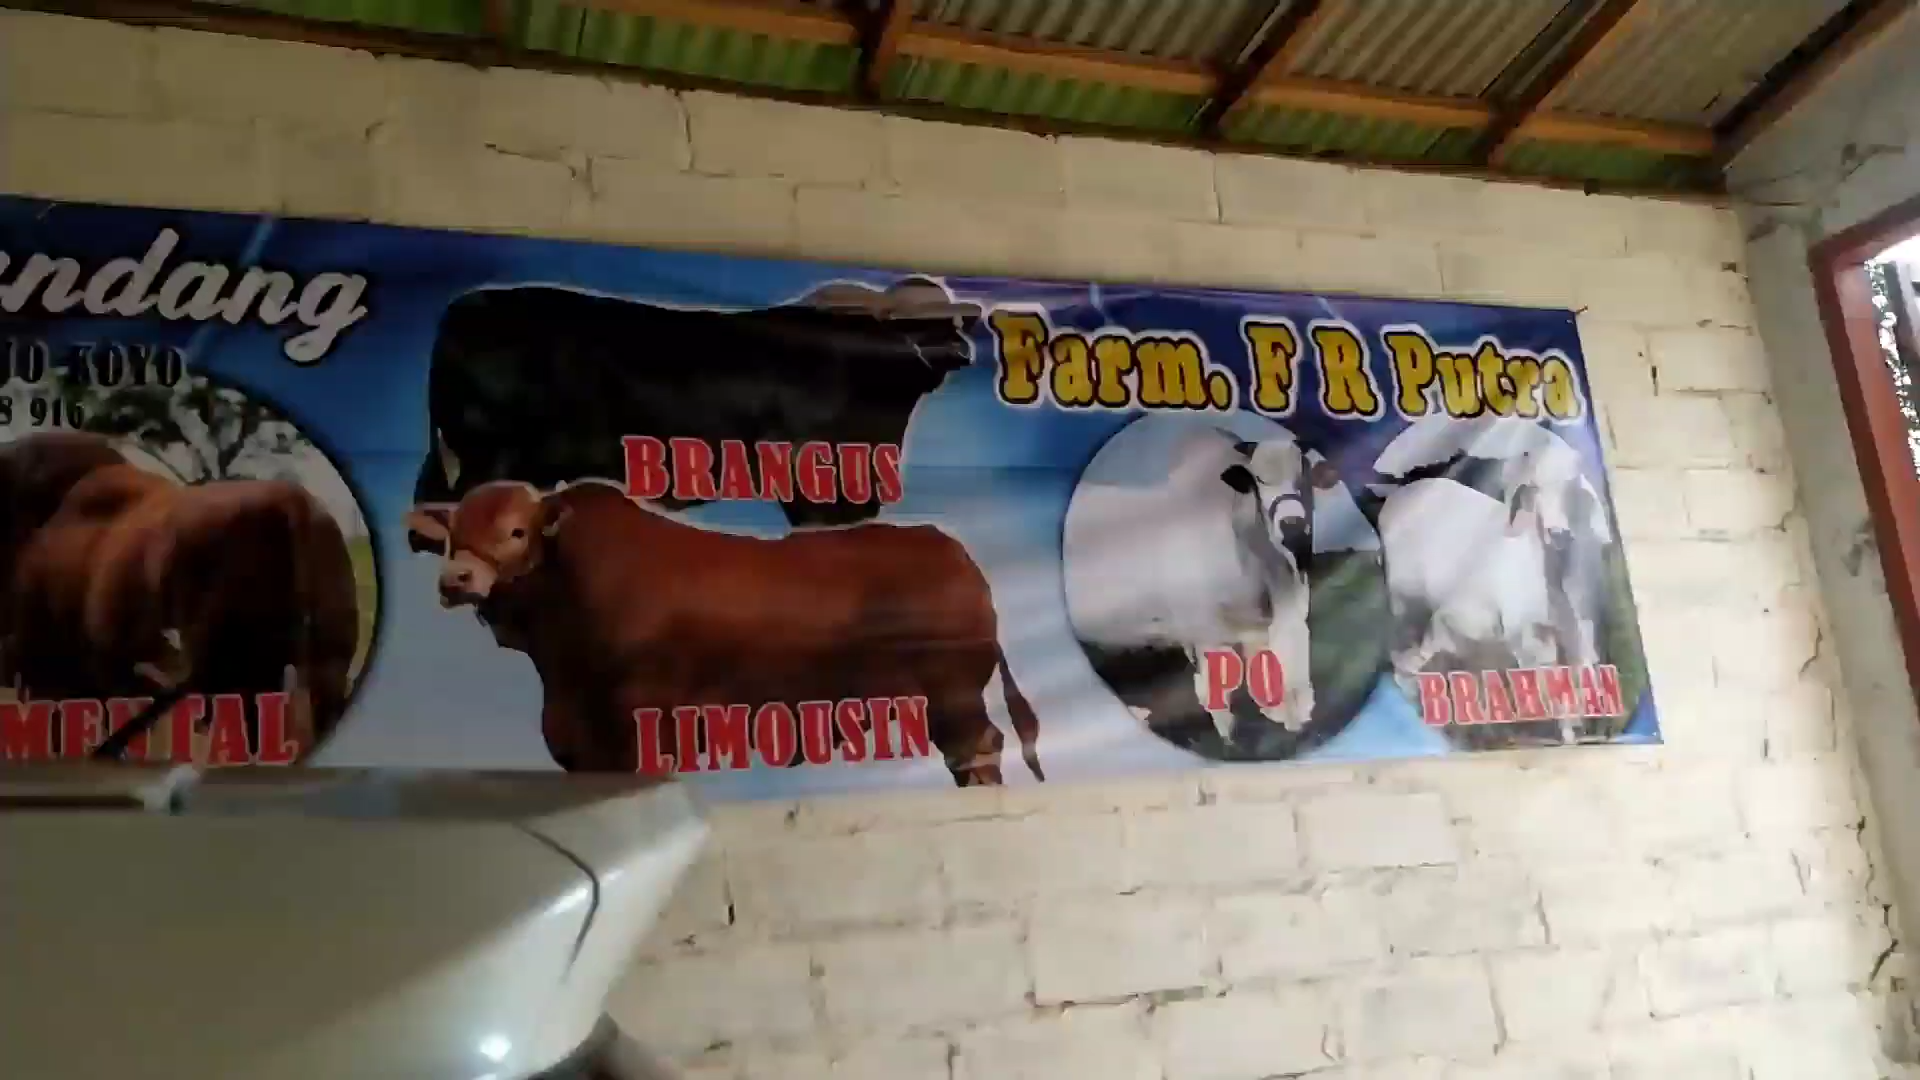 ndang
JO-KOYO
8 916
MENTAL
BRANGUS
LIMOUSIN
Farm. F R Putra
PO
BRAHMAN